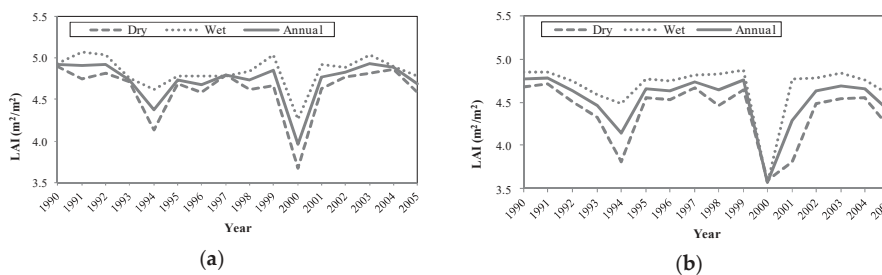 5.5
5.0
4.5
4.0
3.5
LAI (m²/m²)
Dry Wet Annual
1990 1991 1992 1993 1994 1995 1996 1997 1998 1999 2000 2001 2002 2003 2004 2005
Year
(a)
5.5
5.0
4.5
4.0
3.5
LAI (m²/m²)
Dry Wet Annual
1990 1991 1992 1993 1994 1995 1996 1997 1998 1999 2000 2001 2002 2003 2004
Year
(b)